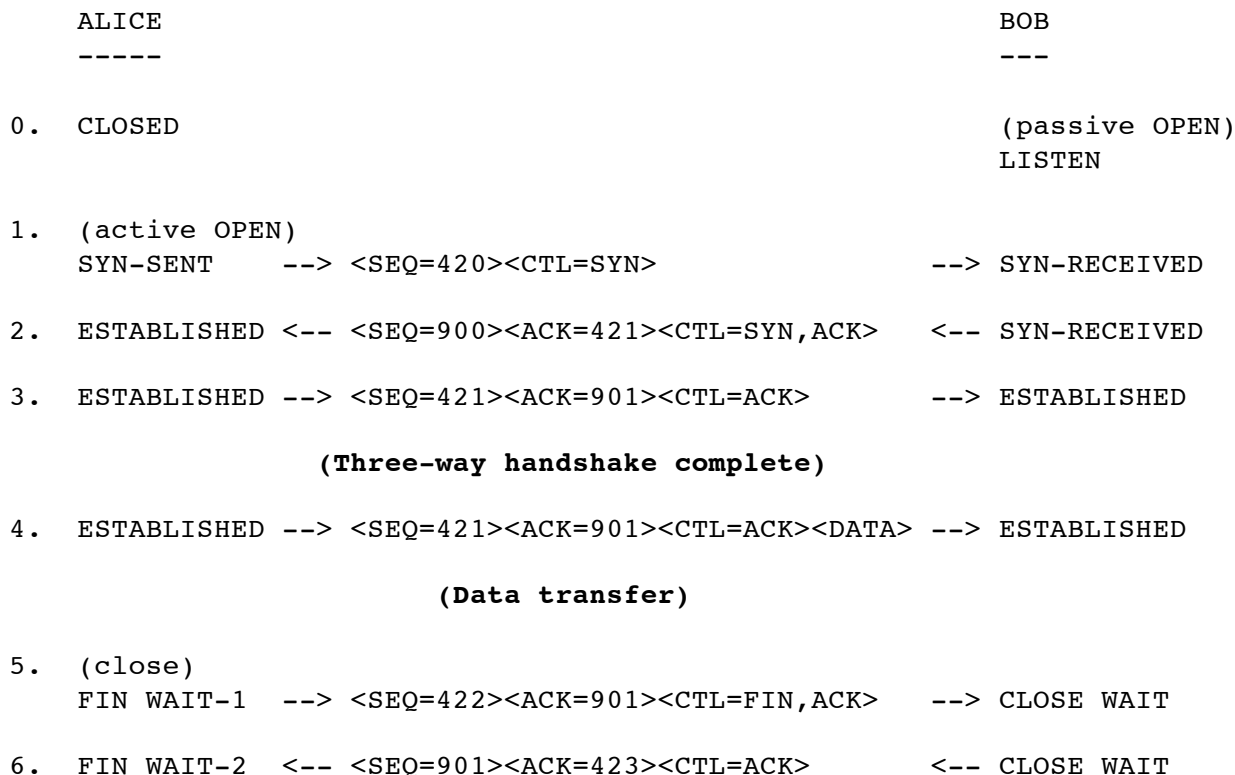 ALICE BOB
----- ---
0. CLOSED (passive OPEN)
LISTEN
1. (active OPEN)
SYN-SENT --> <SEQ=420><CTL=SYN> --> SYN-RECEIVED
2. ESTABLISHED <-- <SEQ=900><ACK=421><CTL=SYN,ACK> <-- SYN-RECEIVED
3. ESTABLISHED --> <SEQ=421><ACK=901><CTL=ACK> --> ESTABLISHED
(Three-way handshake complete)
4. ESTABLISHED --> <SEQ=421><ACK=901><CTL=ACK><DATA> --> ESTABLISHED
(Data transfer)
5. (close)
FIN WAIT-1 --> <SEQ=422><ACK=901><CTL=FIN,ACK> --> CLOSE WAIT
6. FIN WAIT-2 <-- <SEQ=901><ACK=423><CTL=ACK> <-- CLOSE WAIT